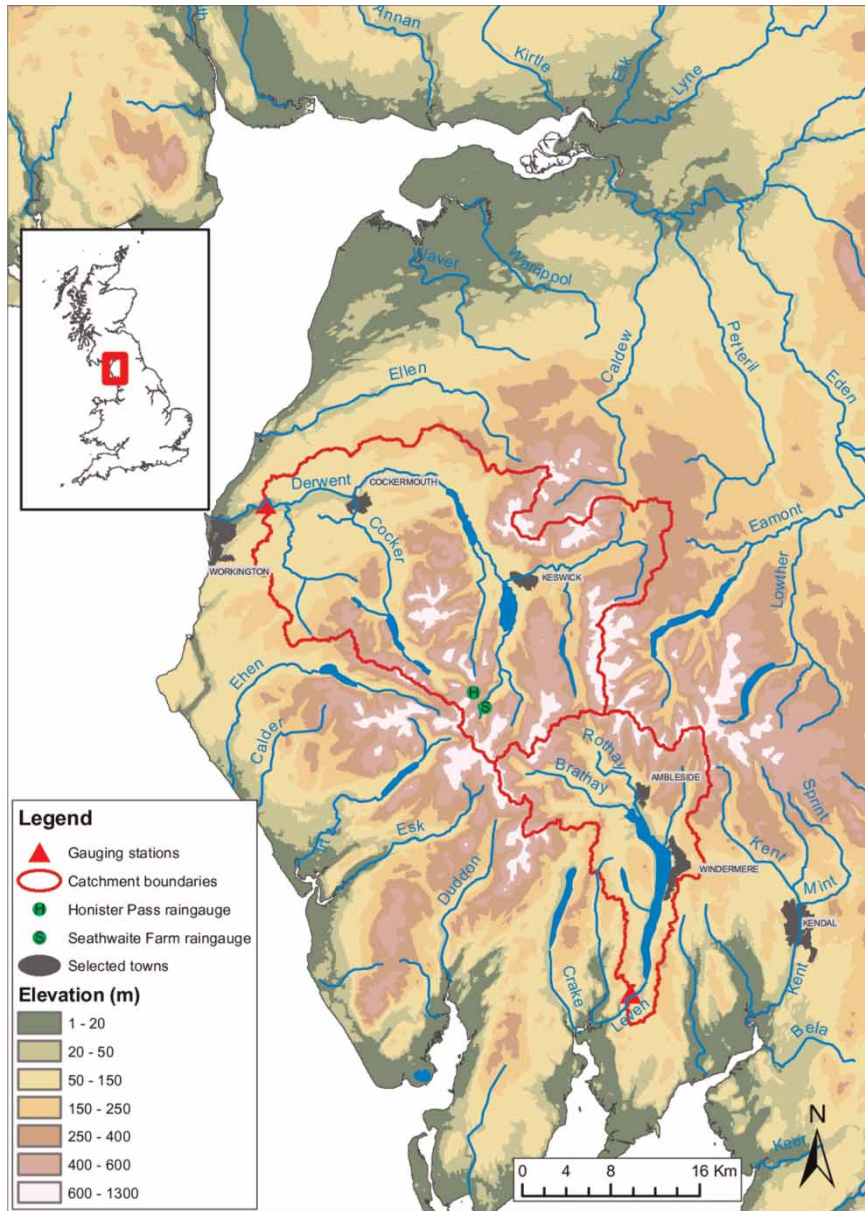 Annan
Kirtle
Esk
Lyne
Waver
Wampool
Caldew
Petteril
Eden
Ellen
Derwent
COCKERMOUTH
Cocker
WORKINGTON
KESWICK
Eamont
Lowther
Ehen
Calder
H
S
Rothay
Brathay
AMBLESIDE
Sprint
Irt
Esk
Duddon
Kent
WINDERMERE
Mint
KENDAL
Crake
Leven
Kent
Bela
Keer
Legend
Gauging stations
Catchment boundaries
H Honister Pass raingauge
S Seathwaite Farm raingauge
Selected towns
Elevation (m)
1 - 20
20 - 50
50 - 150
150 - 250
250 - 400
400 - 600
600 - 1300
N
0 4 8 16 Km